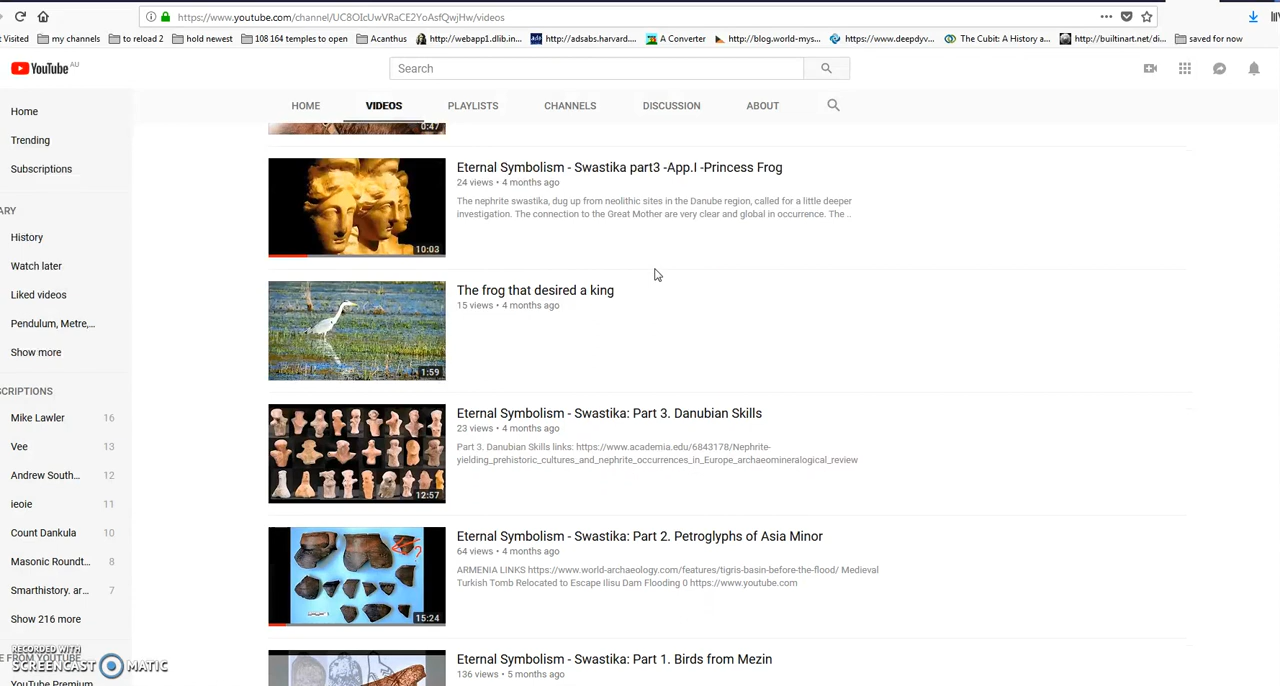 https://www.youtube.com/channel/UC8OIcUwVRaCE2YoAsfQwjHw/videos
t Visited my channels to reload 2 hold newest 108 164 temples to open Acanthus http://webapp1.dlib.in... http://adsabs.harvard.... A Converter http://blog.world-mys... https://www.deepdyv... The Cubit: A History a... http://builtinart.net/di... saved for now
YouTube AU
Search
HOME VIDEOS PLAYLISTS CHANNELS DISCUSSION ABOUT
Home
Trending
Subscriptions
ARY
History
Watch later
Liked videos
Pendulum, Metre,...
Show more
SCRIPTIONS
Mike Lawler 16
Vee 13
Andrew South... 12
ieoie 11
Count Dankula 10
Masonic Roundt... 8
Smarthistory. ar... 7
Show 216 more
E FROM YOUTUBE
YouTube Premium
0:47
Eternal Symbolism - Swastika part3 -App.I -Princess Frog
24 views • 4 months ago
The nephrite swastika, dug up from neolithic sites in the Danube region, called for a little deeper
investigation. The connection to the Great Mother are very clear and global in occurrence. The ..
10:03
The frog that desired a king
15 views • 4 months ago
1:59
Eternal Symbolism - Swastika: Part 3. Danubian Skills
23 views • 4 months ago
Part 3. Danubian Skills links: https://www.academia.edu/6843178/Nephrite-
yielding_prehistoric_cultures_and_nephrite_occurrences_in_Europe_archaeomineralogical_review
12:57
Eternal Symbolism - Swastika: Part 2. Petroglyphs of Asia Minor
64 views • 4 months ago
ARMENIA LINKS https://www.world-archaeology.com/features/tigris-basin-before-the-flood/ Medieval
Turkish Tomb Relocated to Escape Ilisu Dam Flooding 0 https://www.youtube.com
15:24
Eternal Symbolism - Swastika: Part 1. Birds from Mezin
136 views • 5 months ago
RECORDED WITH
SCREENCAST MATIC